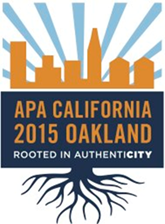 APA CALIFORNIA
2015 OAKLAND
ROOTED IN AUTHENTICITY